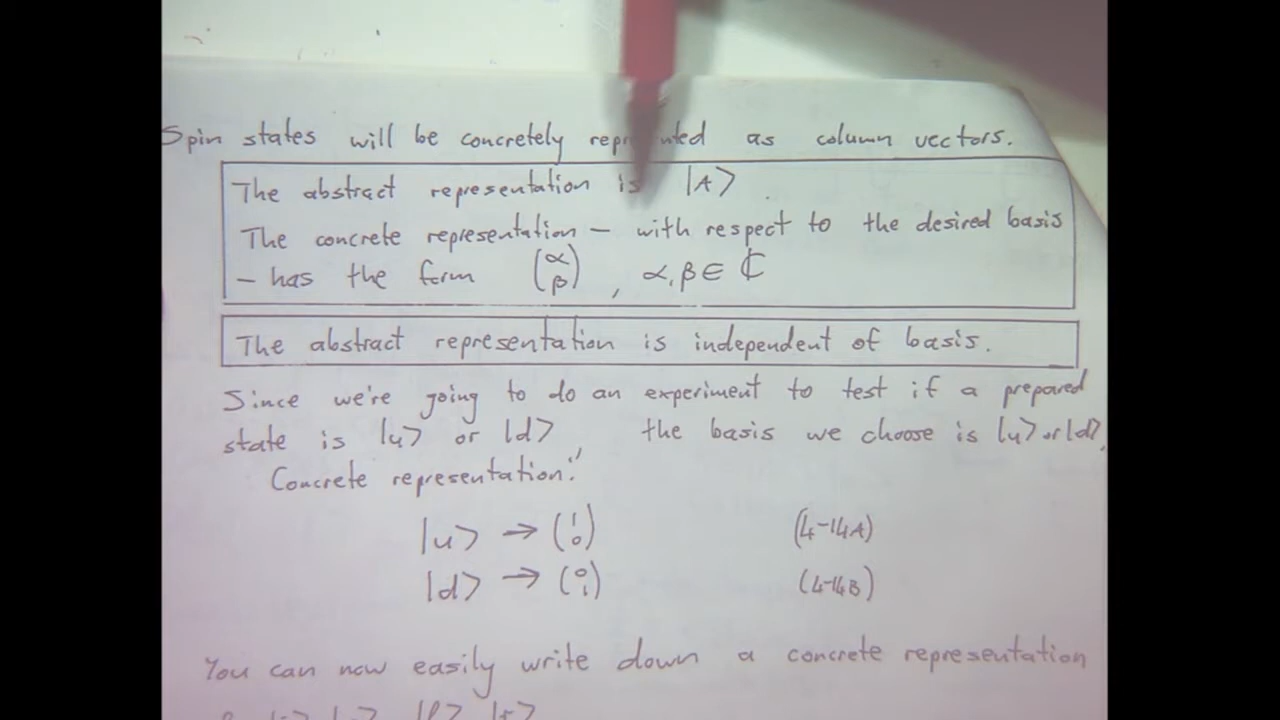 Spin states will be concretely represented as column vectors.
The abstract representation is |A⟩.
The concrete representation – with respect to the desired basis
– has the form (α β), α, β ∈ ℂ
The abstract representation is independent of basis.
Since we're going to do an experiment to test if a prepared
state is |u⟩ or |d⟩, the basis we choose is |u⟩ or |d⟩,
Concrete representation:
|u⟩ → (1 0) (4-14A)
|d⟩ → (0 1) (4-14B)
You can now easily write down a concrete representation